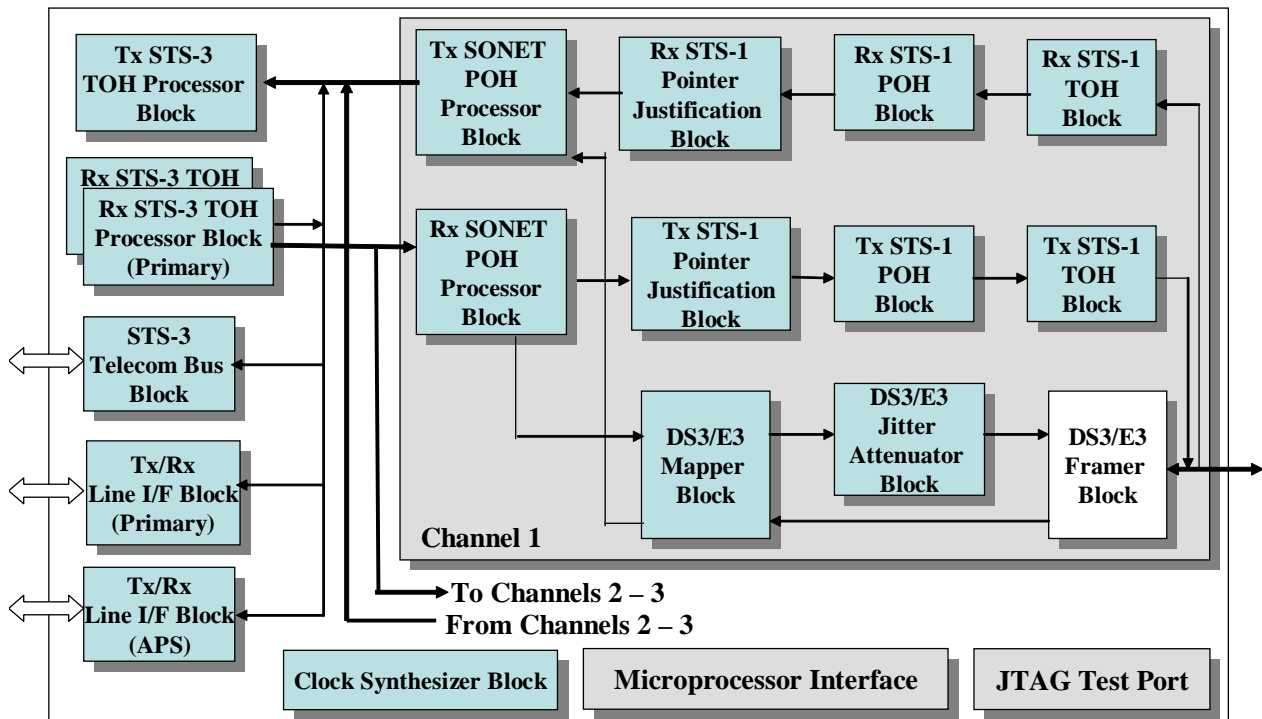 Tx STS-3
TOH Processor
Block
Tx SONET
POH
Processor
Block
Rx STS-1
Pointer
Justification
Block
Rx STS-1
POH
Block
Rx STS-1
TOH
Block
Rx STS-3 TOH
Rx STS-3 TOH
Processor Block
(Primary)
Rx SONET
POH
Processor
Block
Tx STS-1
Pointer
Justification
Block
Tx STS-1
POH
Block
Tx STS-1
TOH
Block
STS-3
Telecom Bus
Block
DS3/E3
Mapper
Block
DS3/E3
Jitter
Attenuator
Block
DS3/E3
Framer
Block
Tx/Rx
Line I/F Block
(Primary)
Channel 1
Tx/Rx
Line I/F Block
(APS)
To Channels 2 – 3
From Channels 2 – 3
Clock Synthesizer Block
Microprocessor Interface
JTAG Test Port